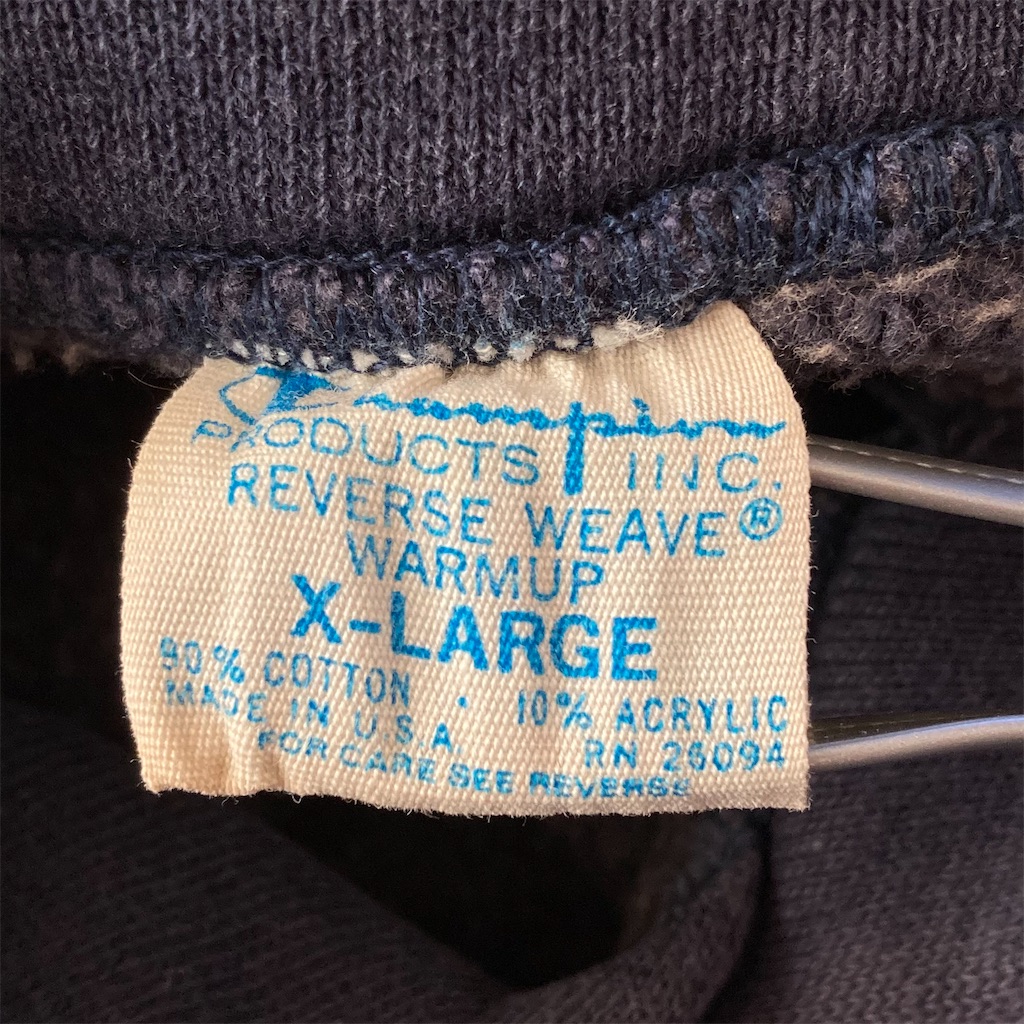 Champion
PRODUCTS INC.
REVERSE WEAVE®
WARMUP
X-LARGE
90% COTTON · 10% ACRYLIC
MADE IN U.S.A. RN 26094
FOR CARE SEE REVERSE